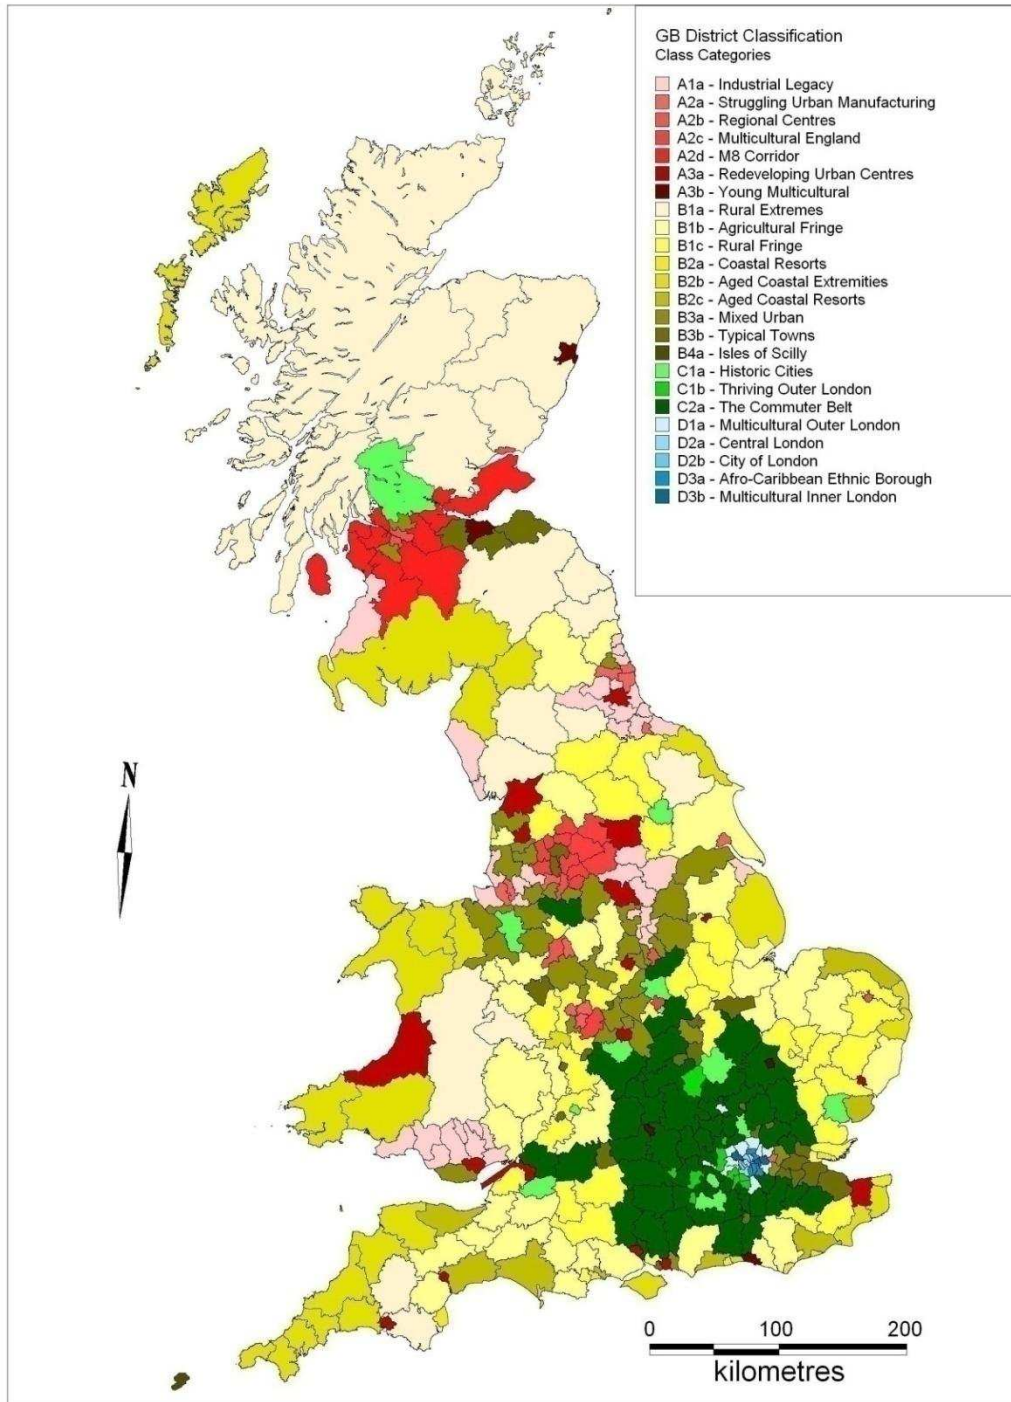 GB District Classification
Class Categories
A1a - Industrial Legacy
A2a - Struggling Urban Manufacturing
A2b - Regional Centres
A2c - Multicultural England
A2d - M8 Corridor
A3a - Redeveloping Urban Centres
A3b - Young Multicultural
B1a - Rural Extremes
B1b - Agricultural Fringe
B1c - Rural Fringe
B2a - Coastal Resorts
B2b - Aged Coastal Extremities
B2c - Aged Coastal Resorts
B3a - Mixed Urban
B3b - Typical Towns
B4a - Isles of Scilly
C1a - Historic Cities
C1b - Thriving Outer London
C2a - The Commuter Belt
D1a - Multicultural Outer London
D2a - Central London
D2b - City of London
D3a - Afro-Caribbean Ethnic Borough
D3b - Multicultural Inner London
N
0 100 200
kilometres